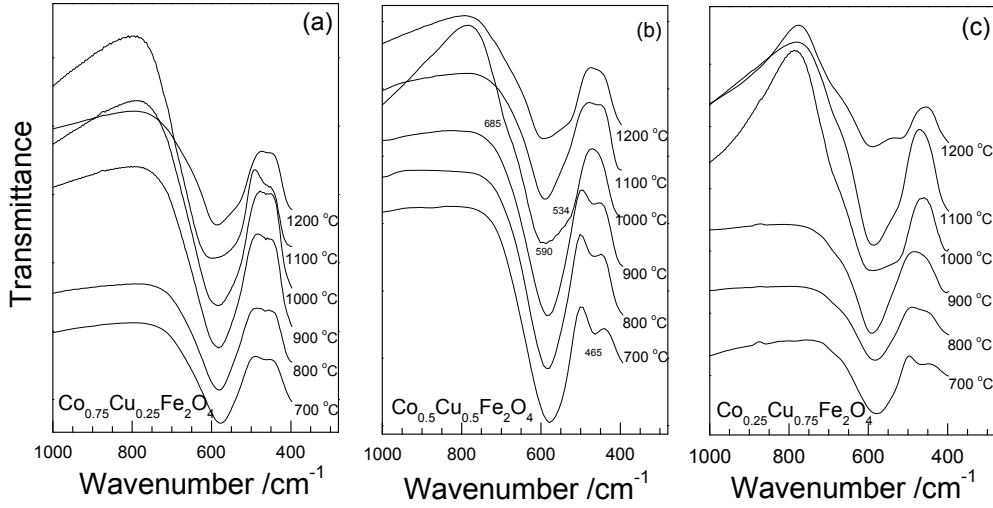 Transmittance
(a)
1200 °C
1100 °C
1000 °C
900 °C
800 °C
700 °C
Co0.75Cu0.25Fe2O4
1000 800 600 400
Wavenumber /cm-1
(b)
685
534
590
465
1200 °C
1100 °C
1000 °C
900 °C
800 °C
700 °C
Co0.5Cu0.5Fe2O4
1000 800 600 400
Wavenumber /cm-1
(c)
1200 °C
1100 °C
1000 °C
900 °C
800 °C
700 °C
Co0.25Cu0.75Fe2O4
1000 800 600 400
Wavenumber /cm-1